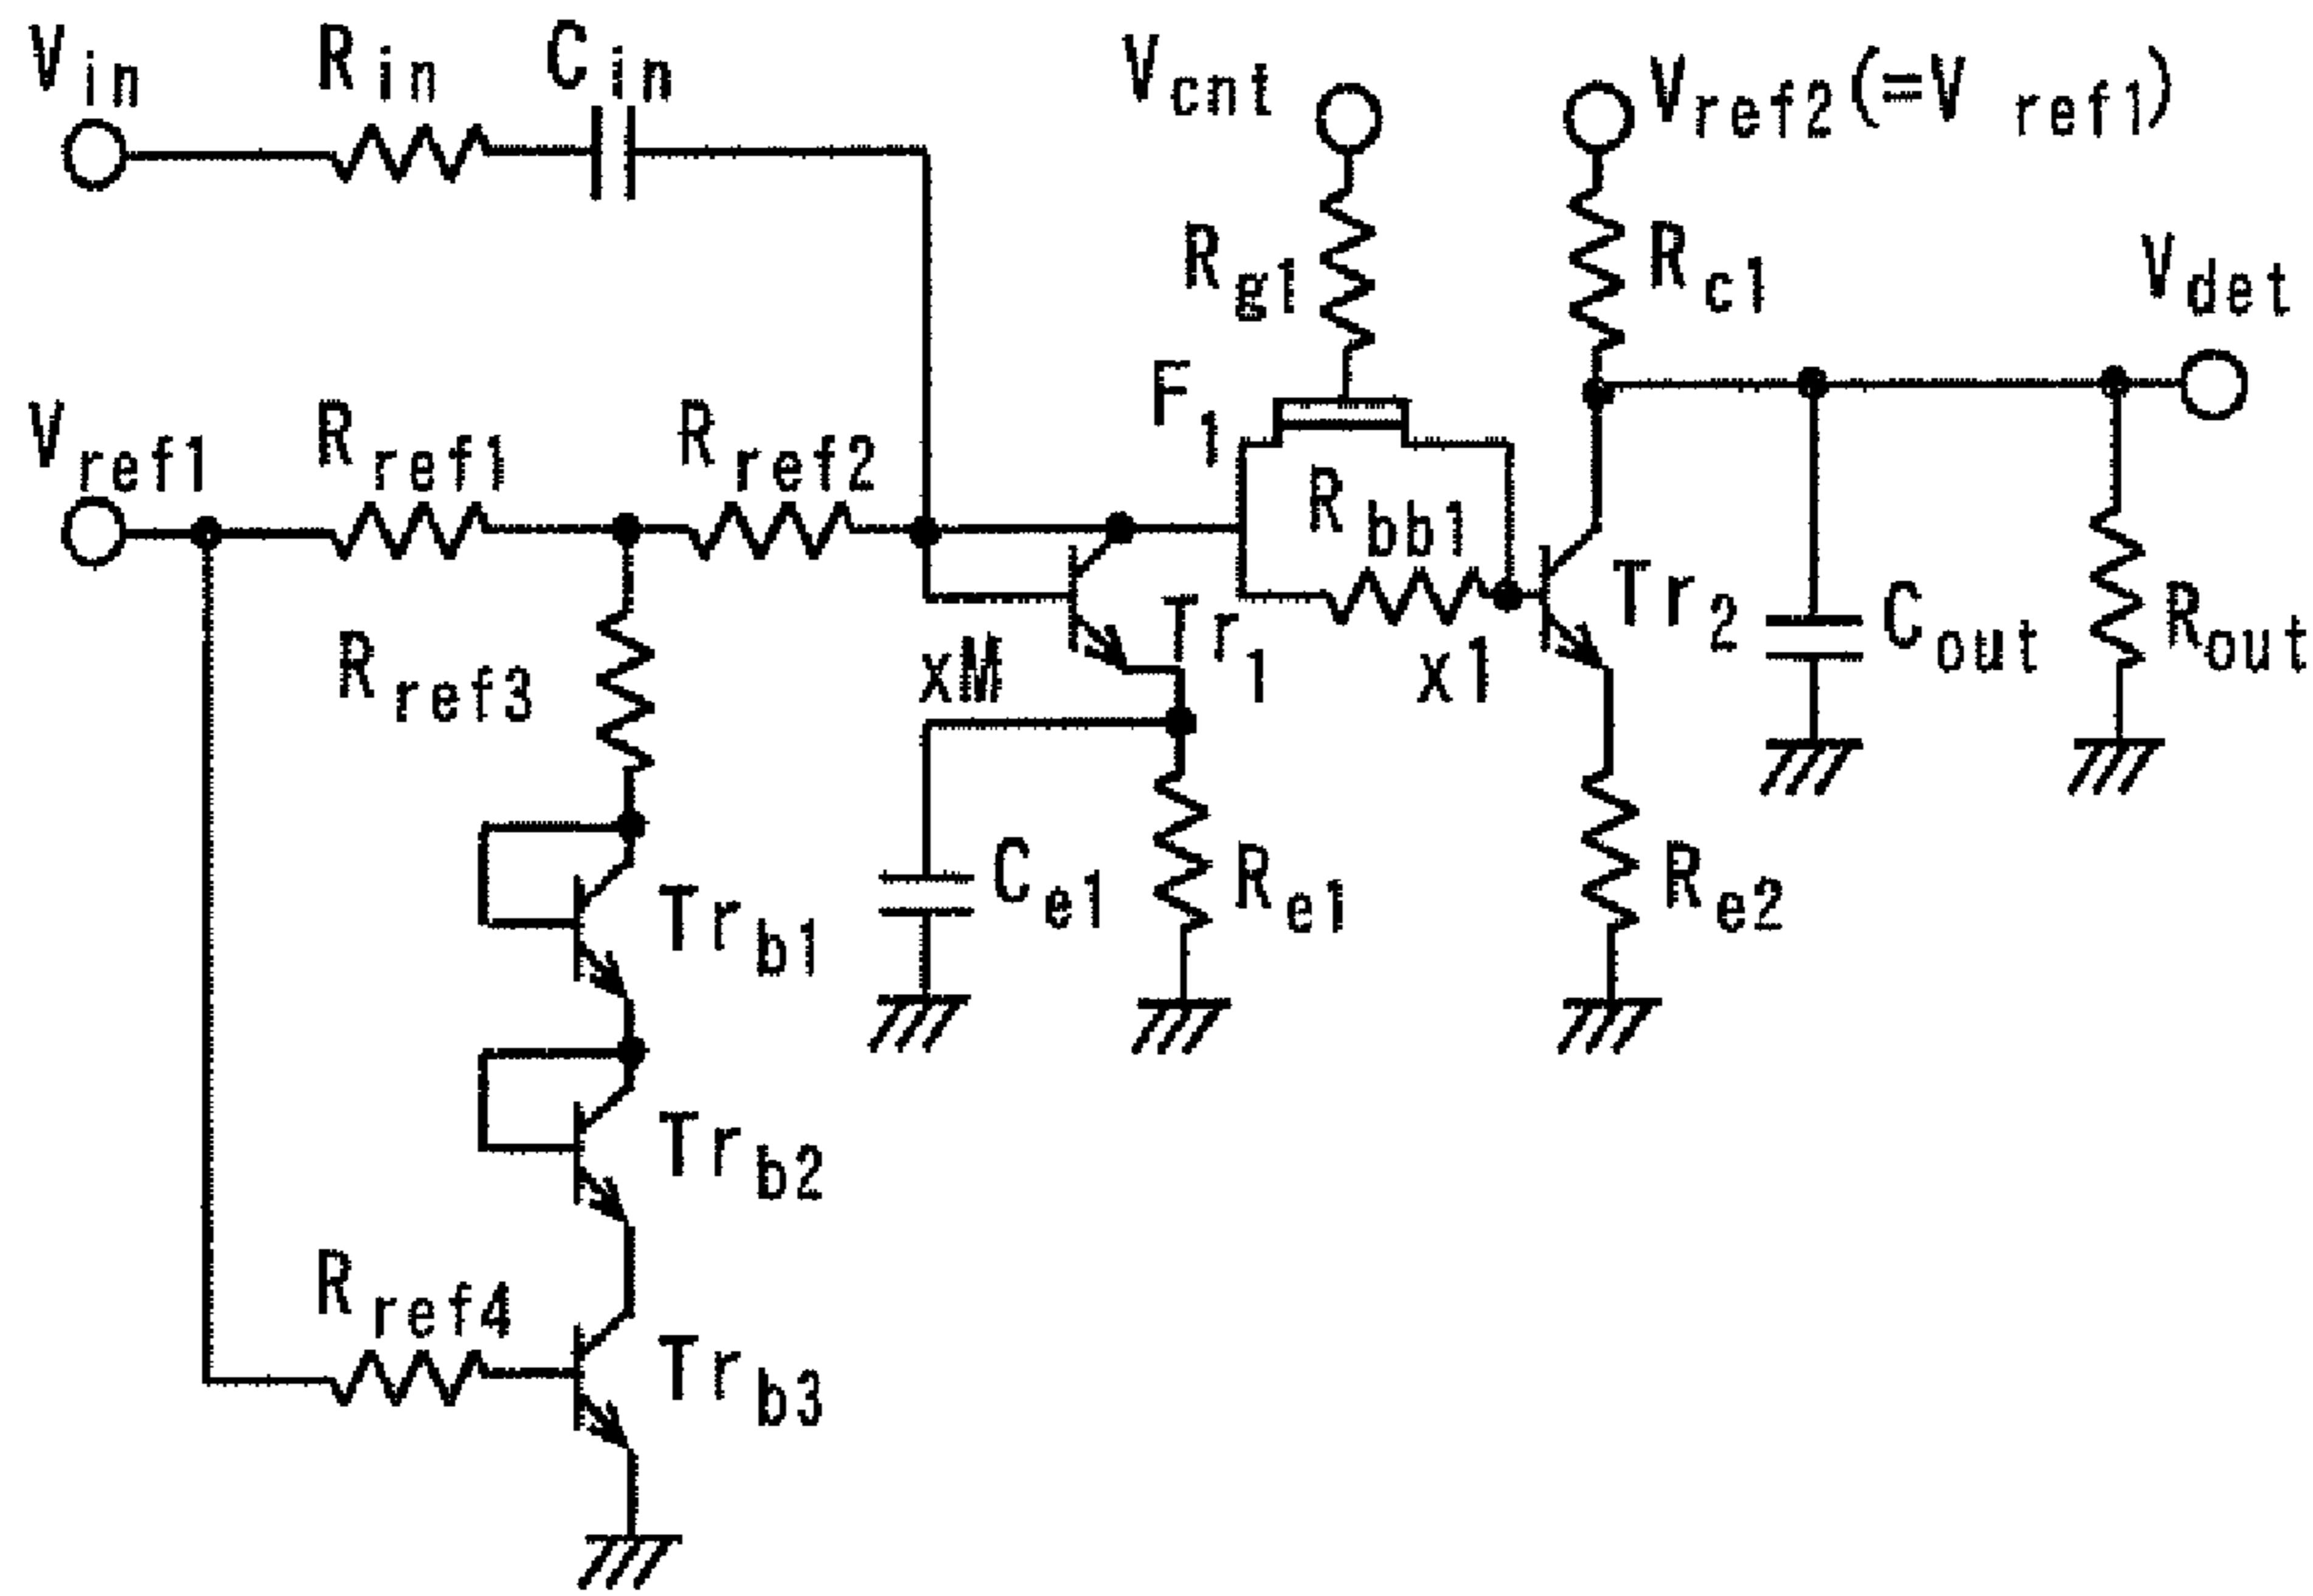 Vin Rin Cin Vcnt Vref2(=Vref1)
Rg1 Rc1 Vdet
Vref1 Rref1 Rref2 F1
Rbb1
Rref3 xM Tr1 x1 Tr2 Cout Rout
Trb1 Ce1 Re1 Re2
Trb2
Rref4 Trb3